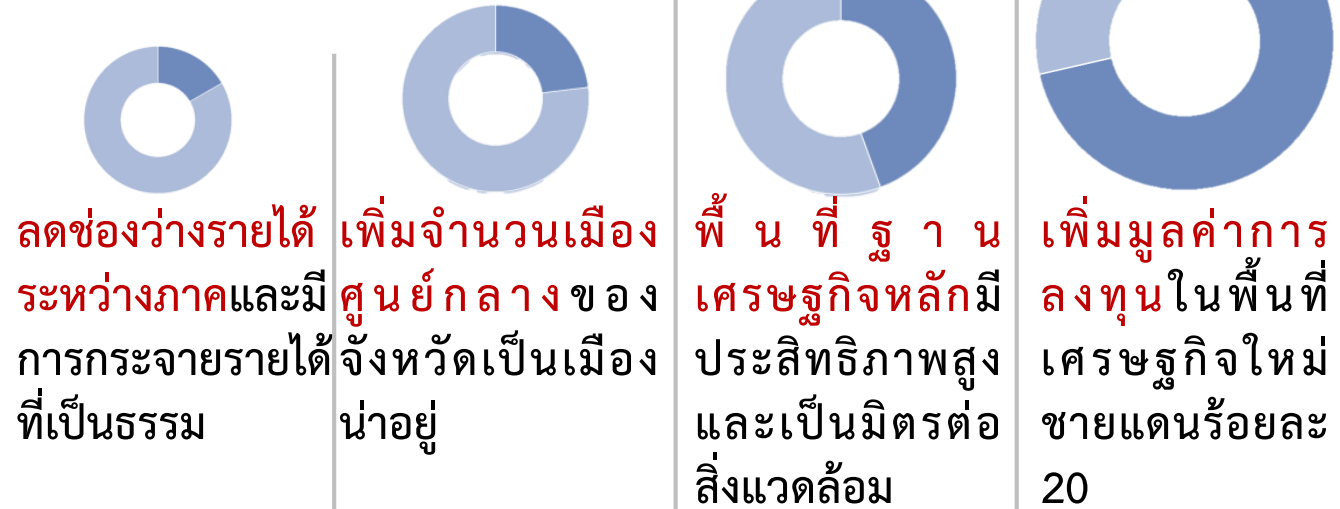 ลดช่องว่างรายได้
ระหว่างภาคและมี
การกระจายรายได้
ที่เป็นธรรม
เพิ่มจำนวนเมือง
ศูนย์กลางของ
จังหวัดเป็นเมือง
น่าอยู่
พื้นที่ฐาน
เศรษฐกิจหลักมี
ประสิทธิภาพสูง
และเป็นมิตรต่อ
สิ่งแวดล้อม
เพิ่มมูลค่าการ
ลงทุนในพื้นที่
เศรษฐกิจใหม่
ชายแดนร้อยละ
20